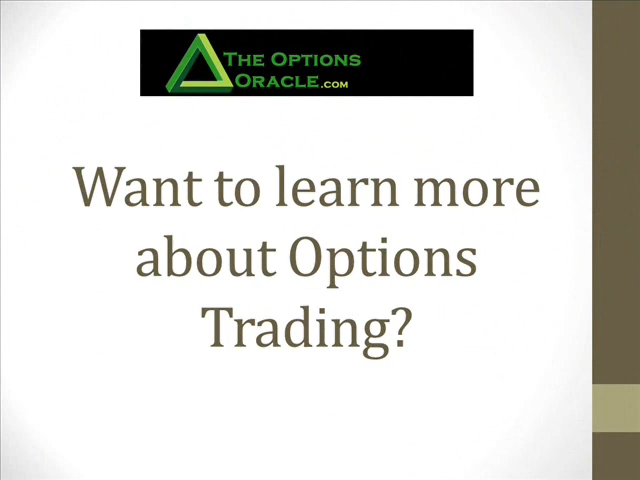 THE OPTIONS
ORACLE.COM
Want to learn more
about Options
Trading?